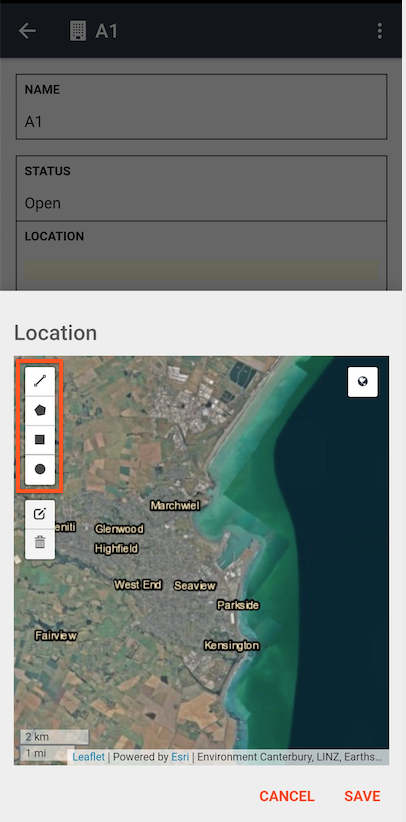 A1
NAME
A1
STATUS
Open
LOCATION
Location
Marchwiel
eniti
Glenwood
Highfield
West End
Seaview
Parkside
Fairview
Kensington
2 km
1 mi
Leaflet | Powered by Esri | Environment Canterbury, LINZ, Earths...
CANCEL
SAVE